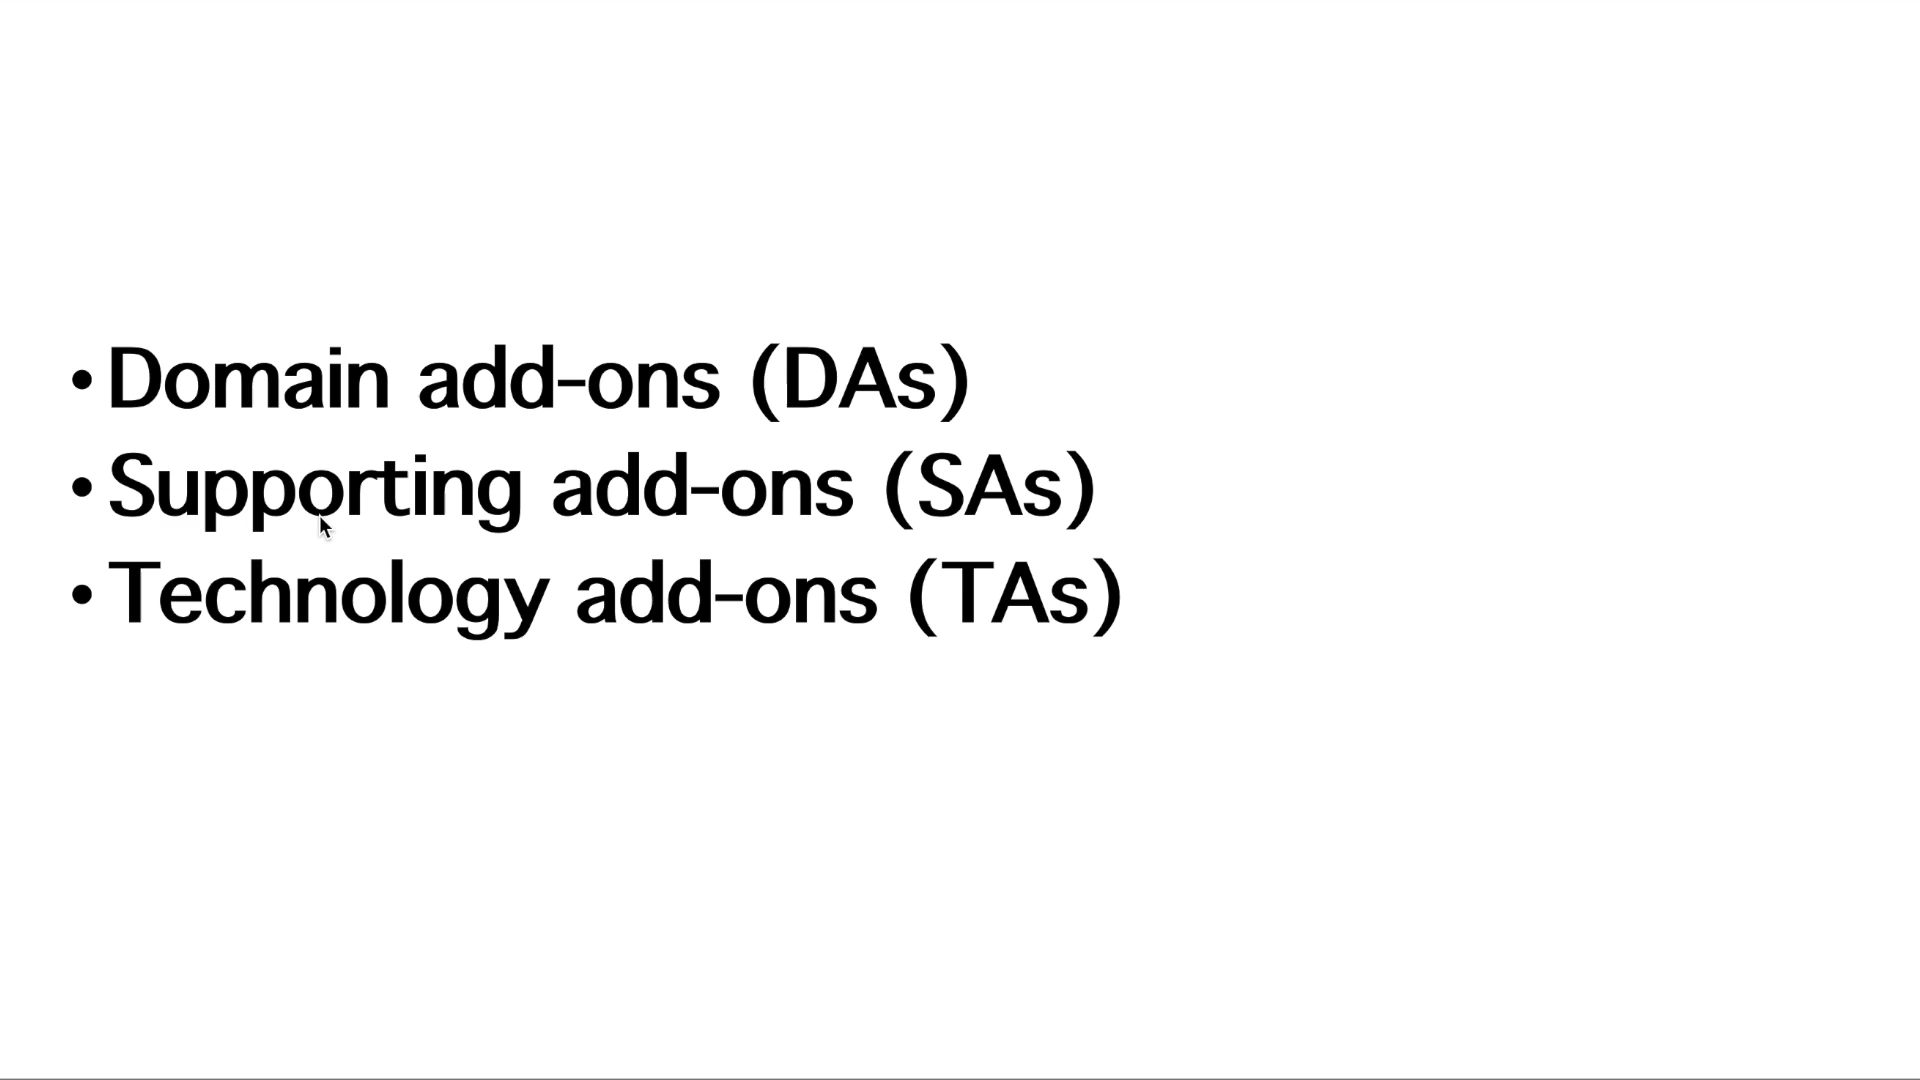 • Domain add-ons (DAs)
• Supporting add-ons (SAs)
• Technology add-ons (TAs)